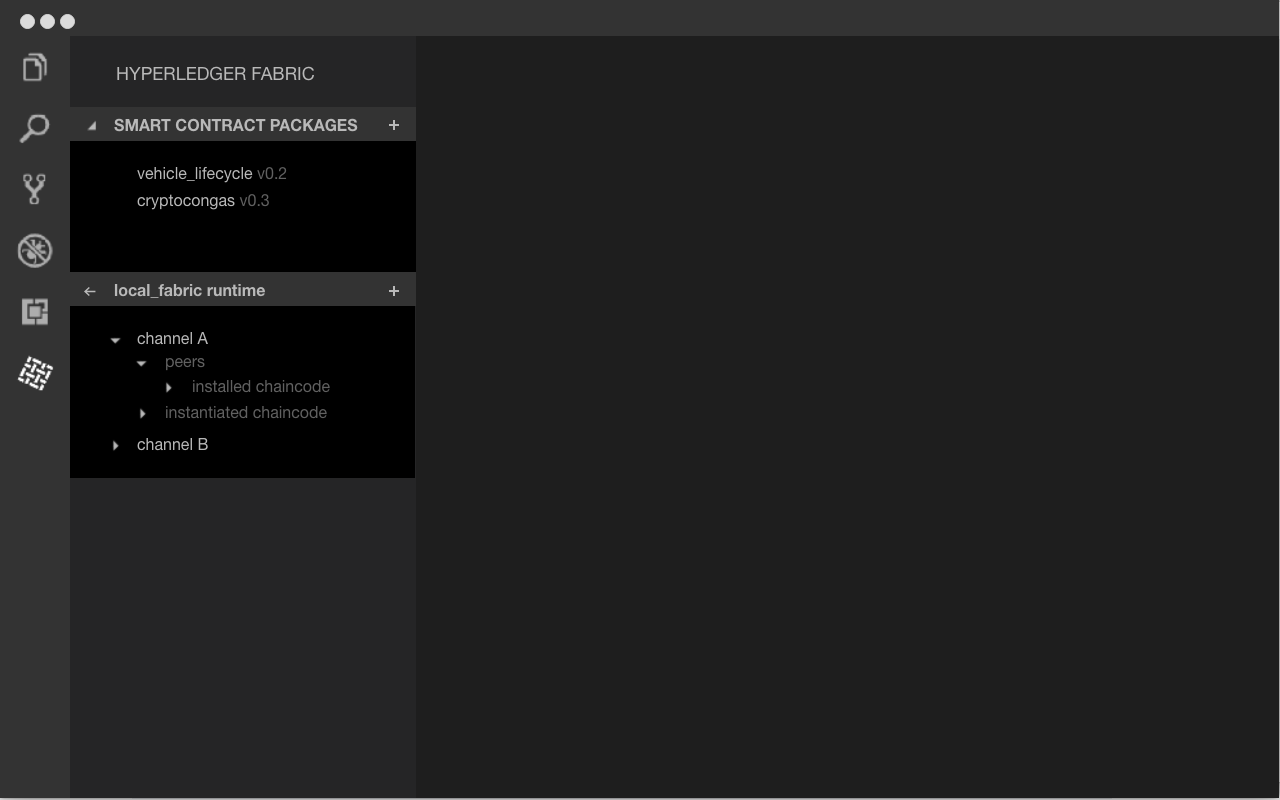 HYPERLEDGER FABRIC
SMART CONTRACT PACKAGES +
vehicle_lifecycle v0.2
cryptocongas v0.3
← local_fabric runtime +
channel A
peers
installed chaincode
instantiated chaincode
channel B